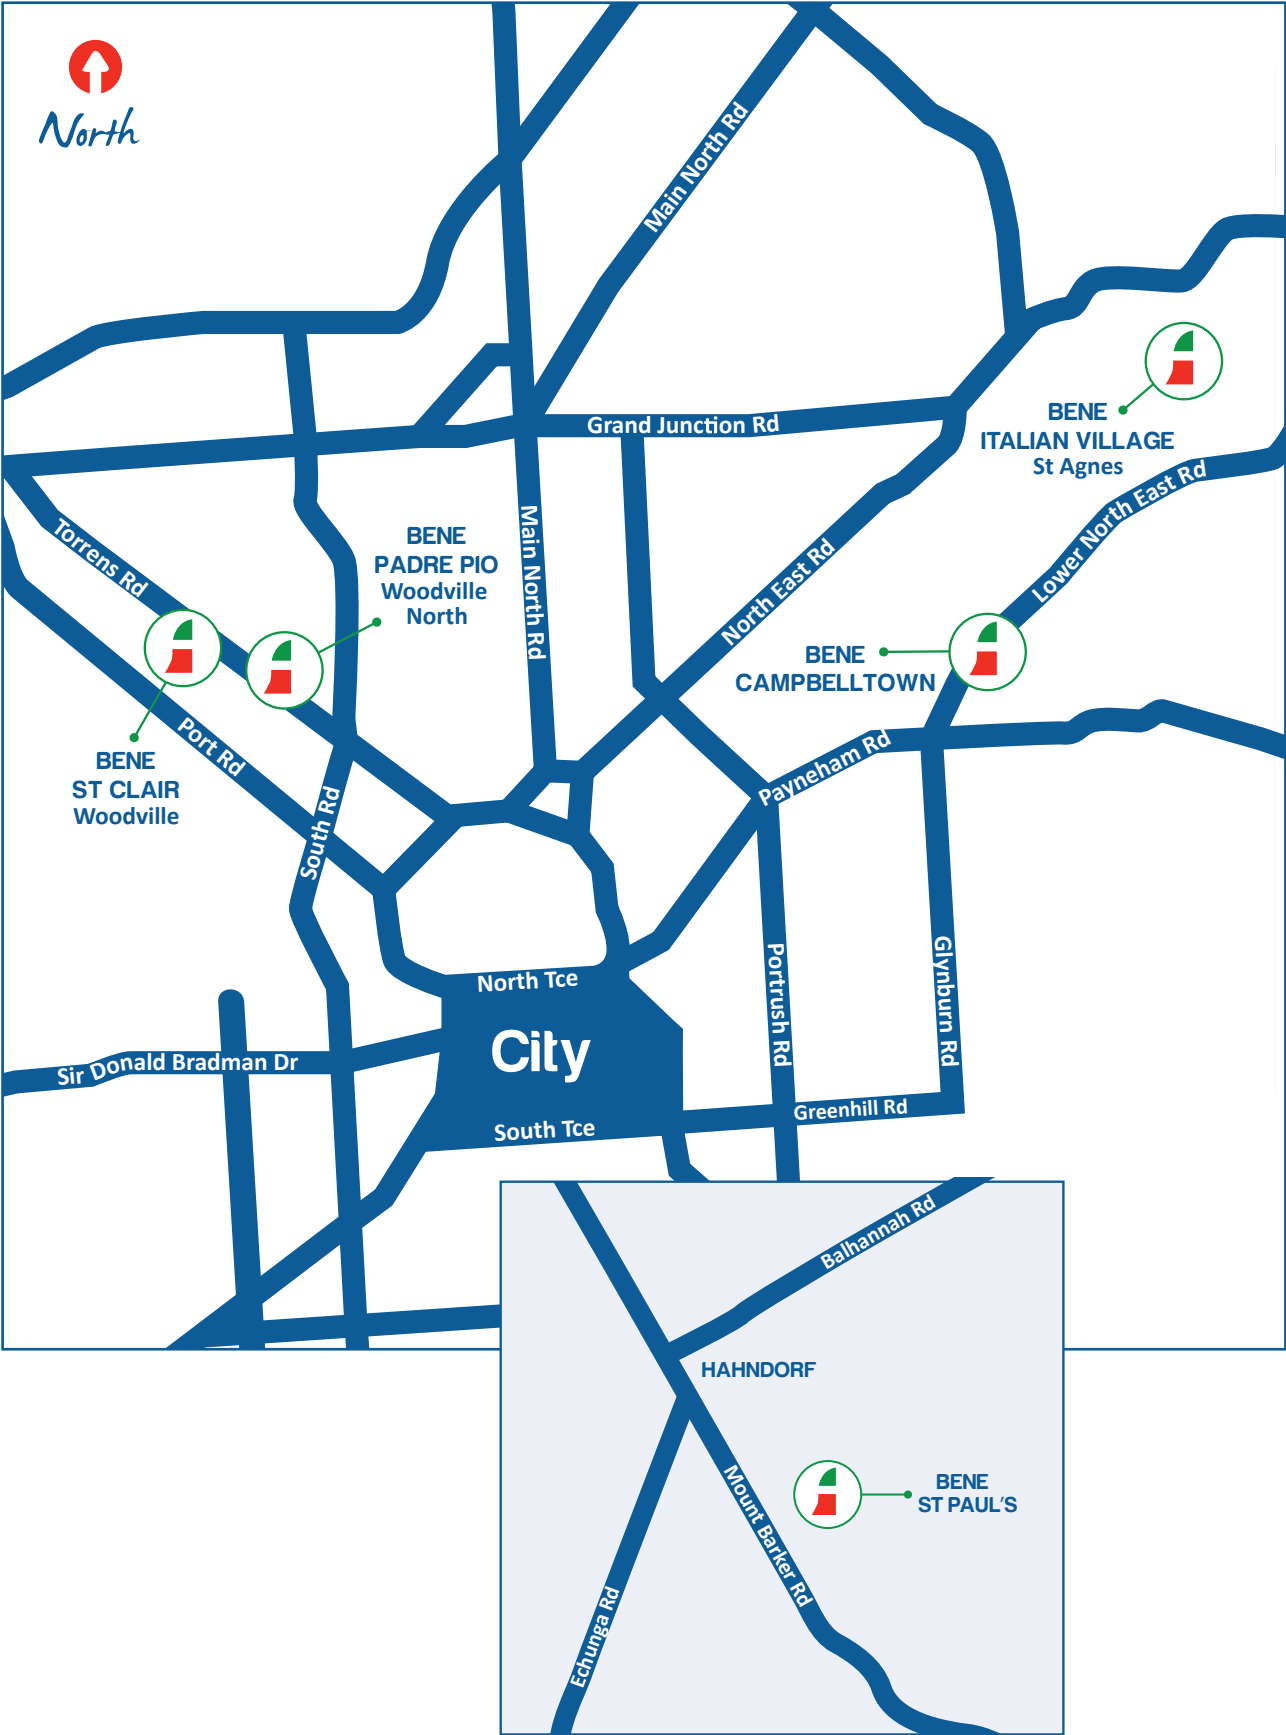 North
Main North Rd
Grand Junction Rd
BENE
ITALIAN VILLAGE
St Agnes
Lower North East Rd
Torrens Rd
BENE
PADRE PIO
Woodville
North
Main North Rd
North East Rd
BENE
CAMPBELLTOWN
Port Rd
BENE
ST CLAIR
Woodville
South Rd
Payneham Rd
North Tce
City
South Tce
Portrush Rd
Glynburn Rd
Sir Donald Bradman Dr
Greenhill Rd
Balhannah Rd
HAHNDORF
Mount Barker Rd
BENE
ST PAUL'S
Echunga Rd